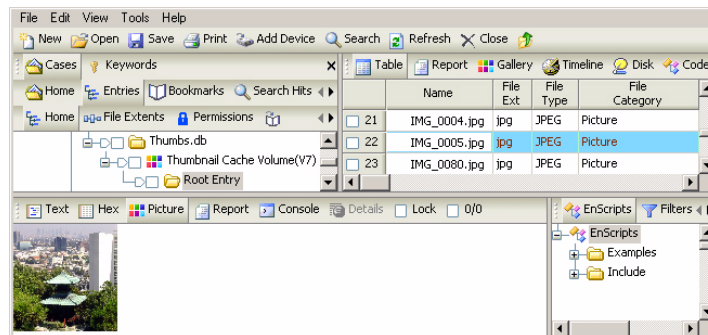 File Edit View Tools Help
New Open Save Print Add Device Search Refresh Close
Cases Keywords
Table Report Gallery Timeline Disk Code
Home Entries Bookmarks Search Hits
Name File Ext File Type File Category
Home File Extents Permissions
21 IMG_0004.jpg jpg JPEG Picture
Thumbs.db
22 IMG_0005.jpg jpg JPEG Picture
Thumbnail Cache Volume(V7)
23 IMG_0080.jpg jpg JPEG Picture
Root Entry
Text Hex Picture Report Console Details Lock 0/0
EnScripts Filters
EnScripts
Examples
Include